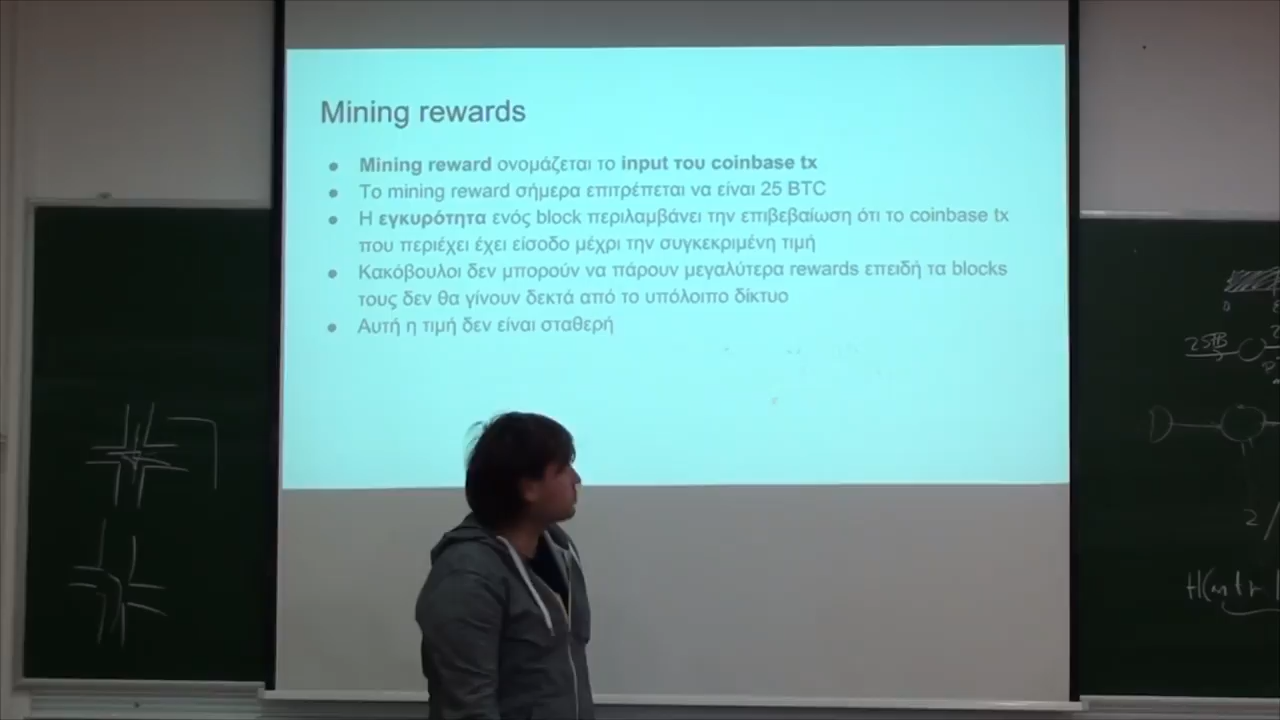 Mining rewards
● Mining reward ονομάζεται το input του coinbase tx
● Το mining reward σήμερα επιτρέπεται να είναι 25 BTC
● Η εγκυρότητα ενός block περιλαμβάνει την επιβεβαίωση ότι το coinbase tx
που περιέχει έχει είσοδο μέχρι την συγκεκριμένη τιμή
● Κακόβουλοι δεν μπορούν να πάρουν μεγαλύτερα rewards επειδή τα blocks
τους δεν θα γίνουν δεκτά από το υπόλοιπο δίκτυο
● Αυτή η τιμή δεν είναι σταθερή